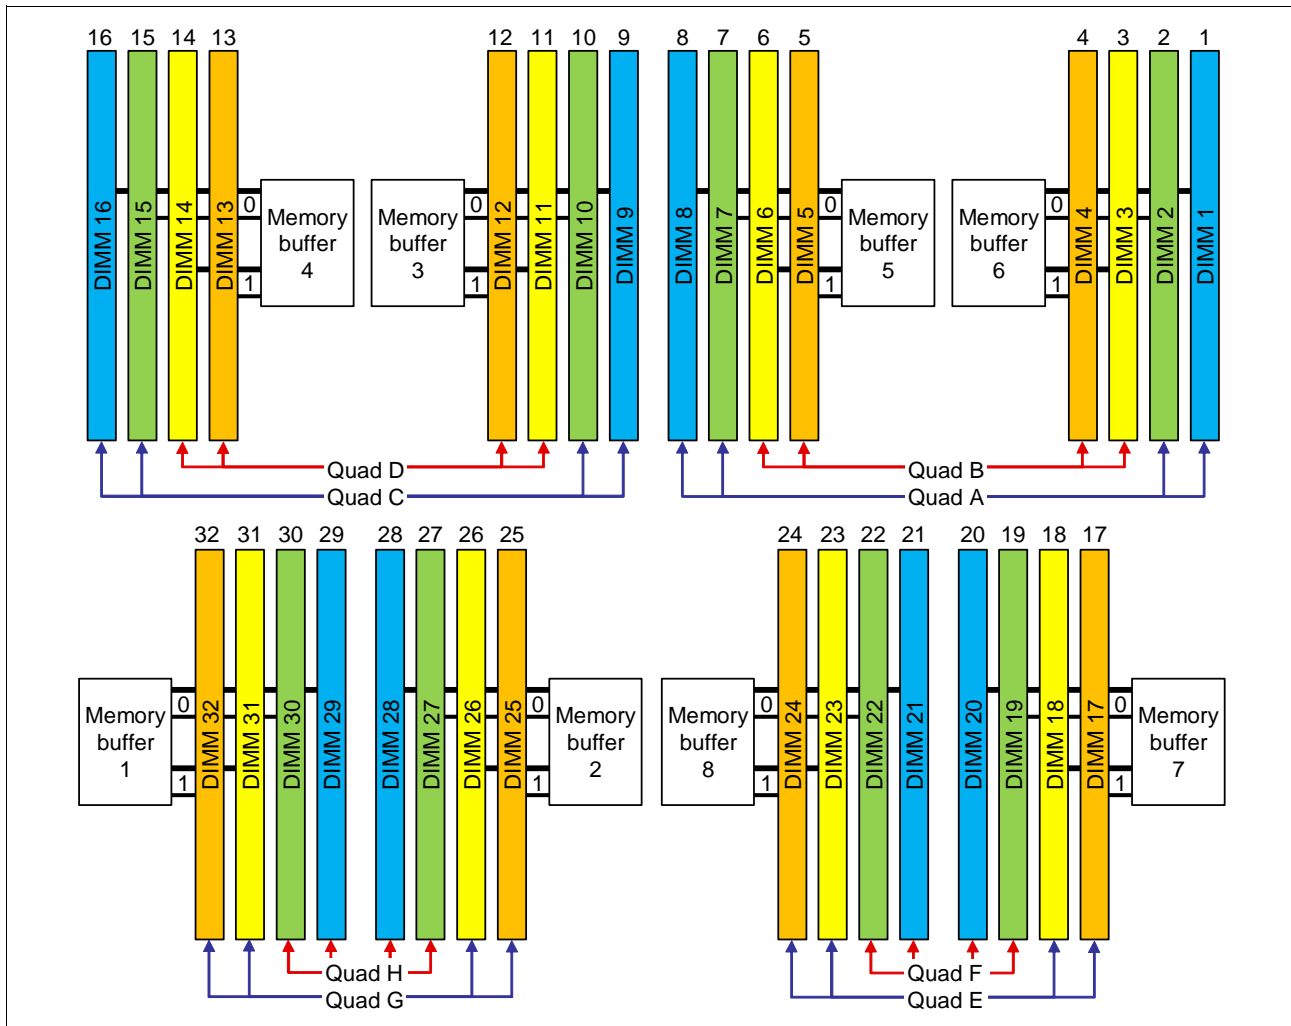 16 15 14 13 12 11 10 9 8 7 6 5 4 3 2 1
DIMM 16
DIMM 15
DIMM 14
DIMM 13
0
1
Memory
buffer
4
Memory
buffer
3
0
1
DIMM 12
DIMM 11
DIMM 10
DIMM 9
DIMM 8
DIMM 7
DIMM 6
DIMM 5
0
1
Memory
buffer
5
Memory
buffer
6
0
1
DIMM 4
DIMM 3
DIMM 2
DIMM 1
Quad D
Quad C
Quad B
Quad A
32 31 30 29 28 27 26 25 24 23 22 21 20 19 18 17
Memory
buffer
1
0
1
DIMM 32
DIMM 31
DIMM 30
DIMM 29
DIMM 28
DIMM 27
DIMM 26
DIMM 25
0
1
Memory
buffer
2
Memory
buffer
8
0
1
DIMM 24
DIMM 23
DIMM 22
DIMM 21
DIMM 20
DIMM 19
DIMM 18
DIMM 17
0
1
Memory
buffer
7
Quad H
Quad G
Quad F
Quad E